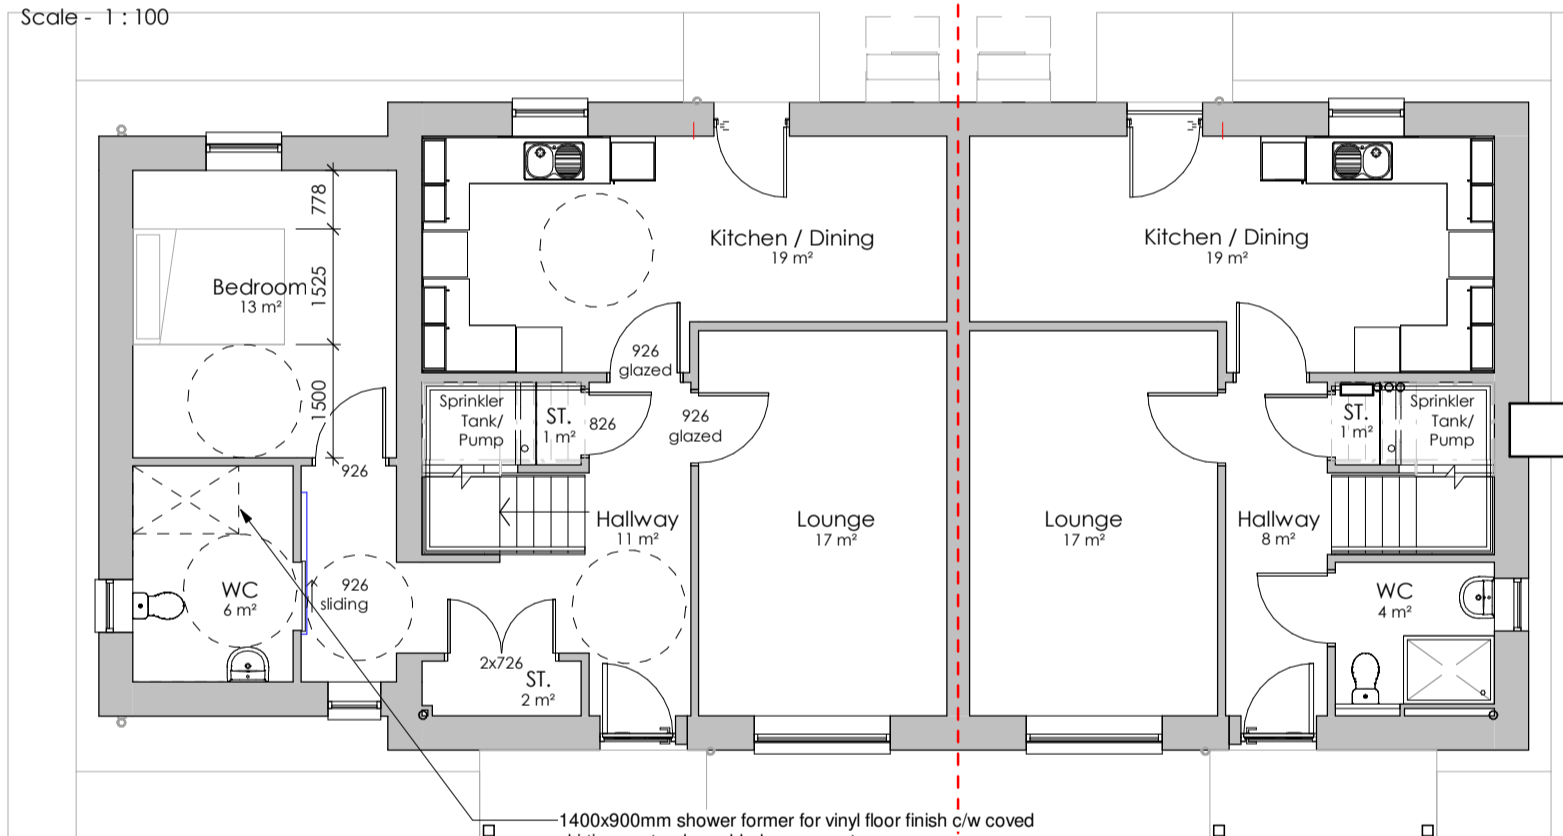 Scale - 1 : 100
778
1525
1500
Bedroom
13 m²
Kitchen / Dining
19 m²
Kitchen / Dining
19 m²
926
glazed
Sprinkler
Tank/
Pump
ST.
1 m²
826
926
glazed
ST.
1 m²
Sprinkler
Tank/
Pump
926
Hallway
11 m²
Lounge
17 m²
Lounge
17 m²
Hallway
8 m²
WC
6 m²
926
sliding
WC
4 m²
2x726
ST.
2 m²
1400x900mm shower former for vinyl floor finish c/w coved